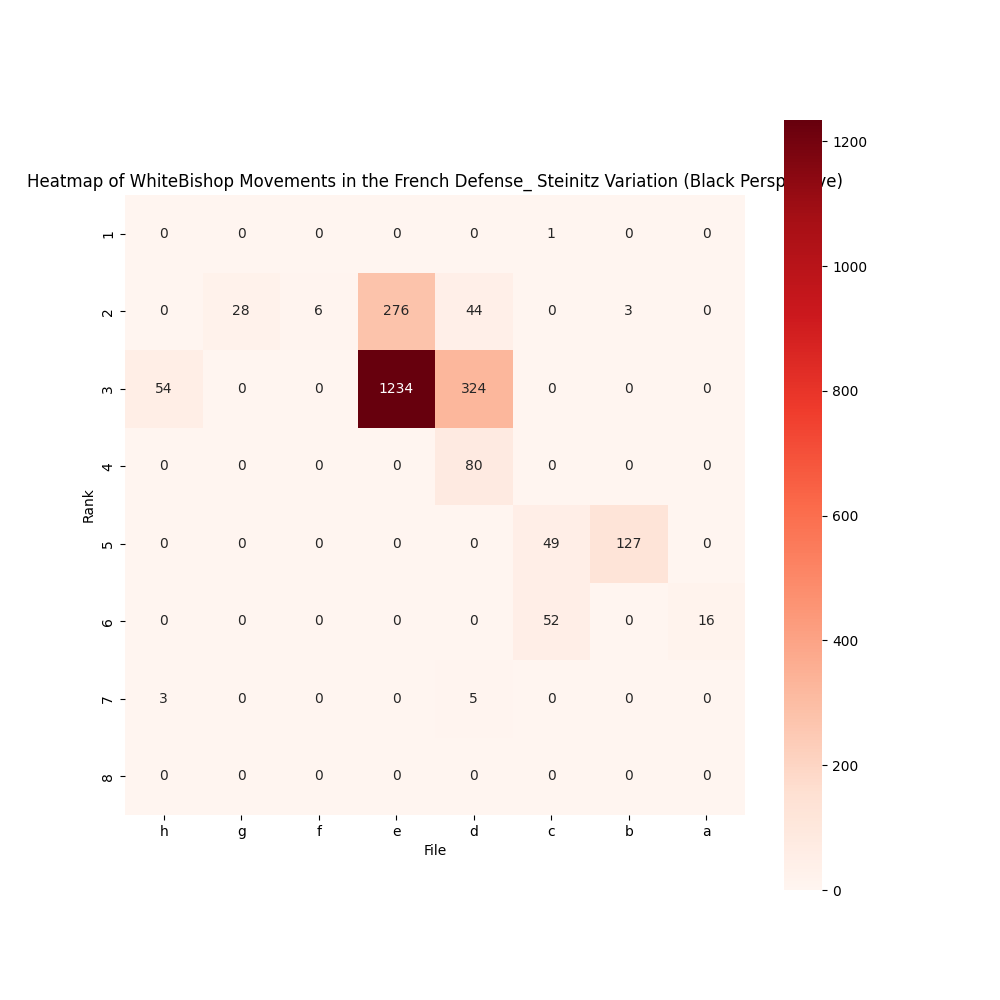 Heatmap of WhiteBishop Movements in the French Defense_ Steinitz Variation (Black Persp ve)
1 0 0 0 0 0 1 0 0
2 0 28 6 276 44 0 3 0
3 54 0 0 1234 324 0 0 0
4 0 0 0 0 80 0 0 0
5 0 0 0 0 0 49 127 0
6 0 0 0 0 0 52 0 16
7 3 0 0 0 5 0 0 0
8 0 0 0 0 0 0 0 0
h g f e d c b a
File
Rank
1200
1000
800
600
400
200
0